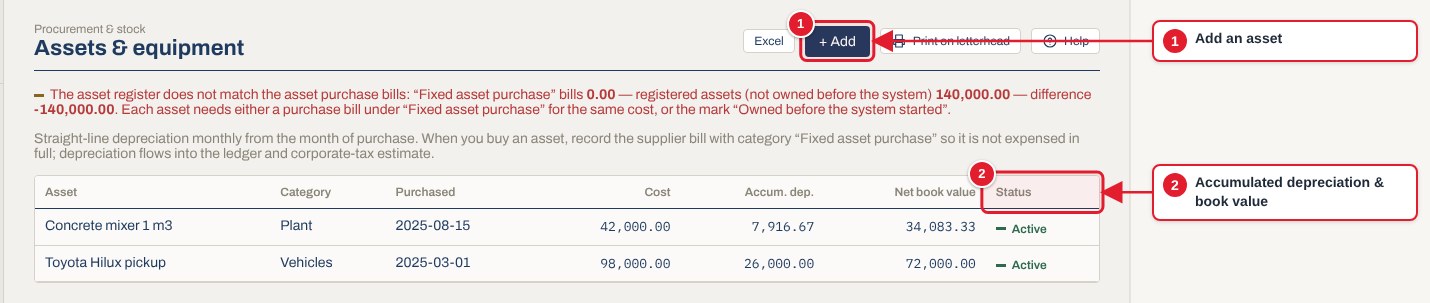 Procurement & stock
Assets & equipment
Excel
+ Add
Print on letterhead
Help
1
1
Add an asset
The asset register does not match the asset purchase bills: “Fixed asset purchase” bills 0.00 — registered assets (not owned before the system) 140,000.00 — difference
-140,000.00. Each asset needs either a purchase bill under “Fixed asset purchase” for the same cost, or the mark “Owned before the system started”.
Straight-line depreciation monthly from the month of purchase. When you buy an asset, record the supplier bill with category “Fixed asset purchase” so it is not expensed in
full; depreciation flows into the ledger and corporate-tax estimate.
2
2
Accumulated depreciation &
book value
Asset Category Purchased Cost Accum. dep. Net book value Status
Concrete mixer 1 m3 Plant 2025-08-15 42,000.00 7,916.67 34,083.33 Active
Toyota Hilux pickup Vehicles 2025-03-01 98,000.00 26,000.00 72,000.00 Active